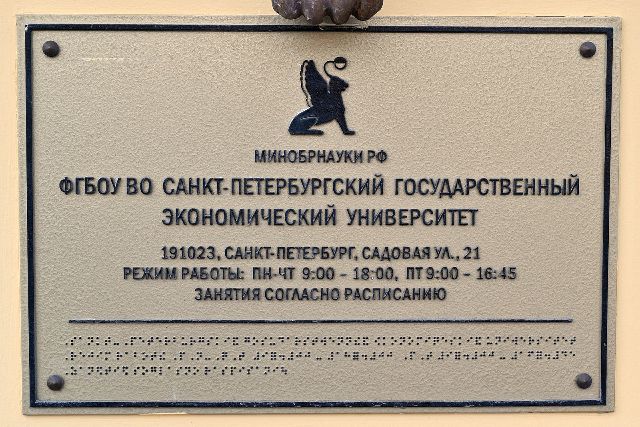 МИНОБРНАУКИ РФ
ФГБОУ ВО САНКТ-ПЕТЕРБУРГСКИЙ ГОСУДАРСТВЕННЫЙ
ЭКОНОМИЧЕСКИЙ УНИВЕРСИТЕТ
191023, САНКТ-ПЕТЕРБУРГ, САДОВАЯ УЛ., 21
РЕЖИМ РАБОТЫ: ПН-ЧТ 9:00 - 18:00, ПТ 9:00 - 16:45
ЗАНЯТИЯ СОГЛАСНО РАСПИСАНИЮ